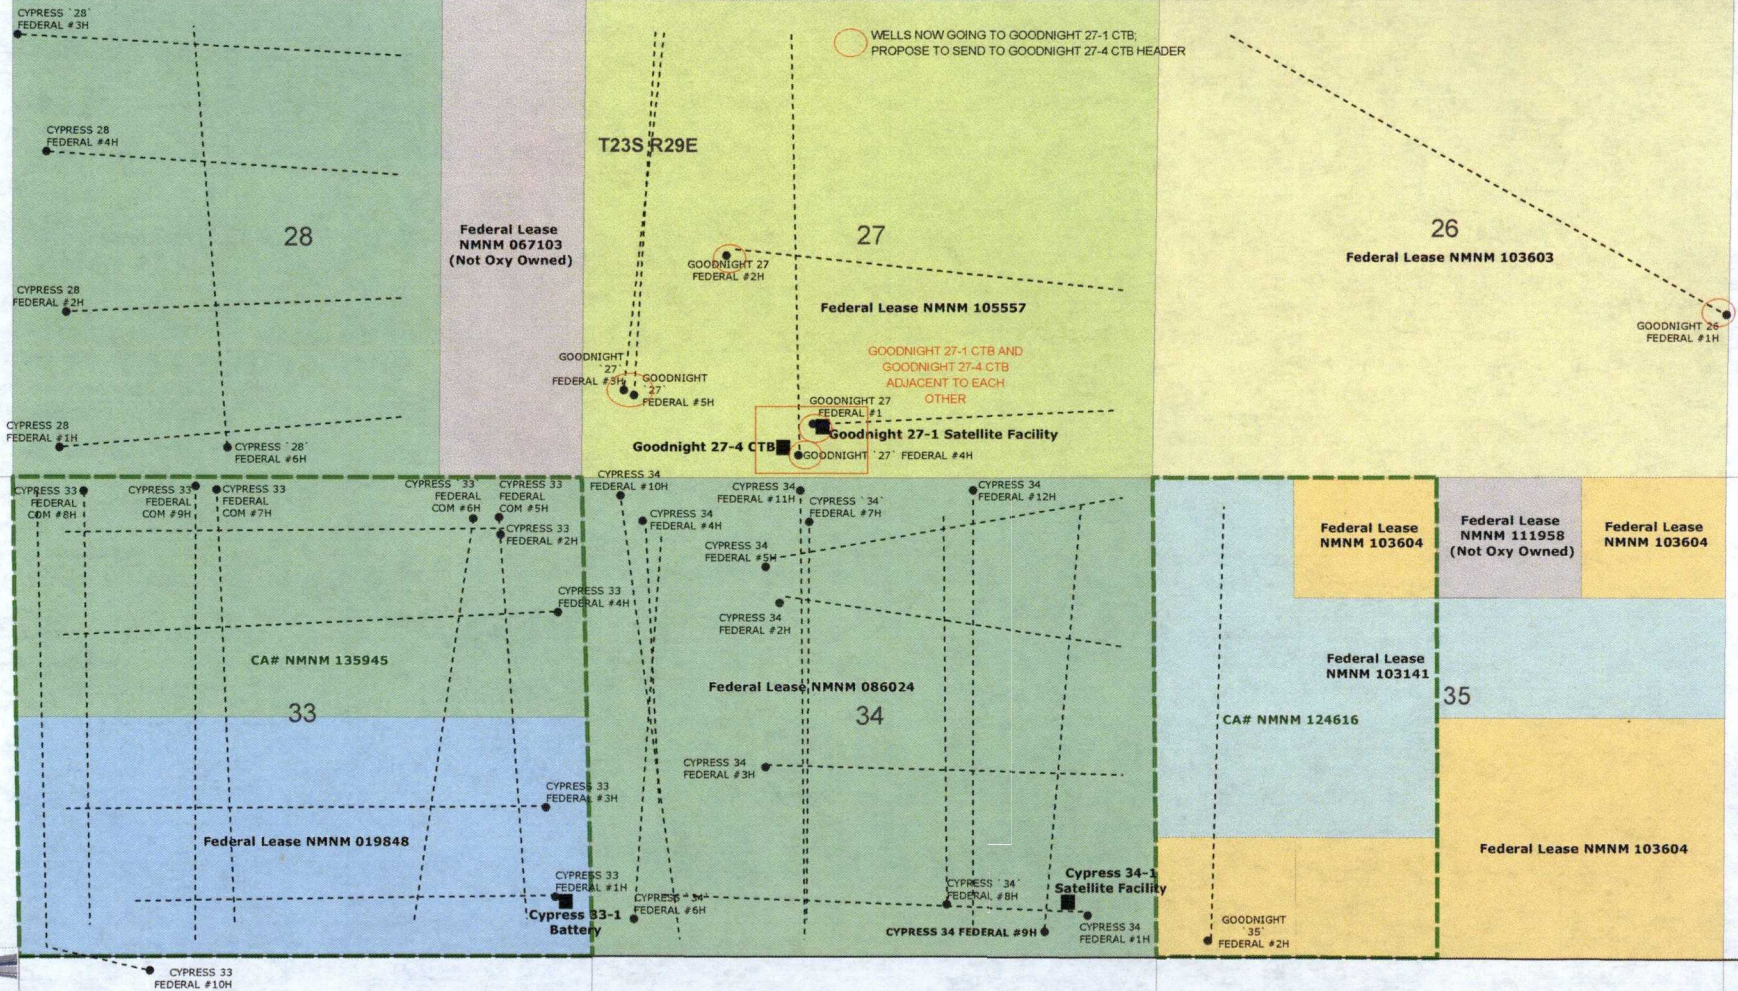 CYPRESS `28'
FEDERAL #3H
WELLS NOW GOING TO GOODNIGHT 27-1 CTB;
PROPOSE TO SEND TO GOODNIGHT 27-4 CTB HEADER
CYPRESS 28
FEDERAL #4H
T23S R29E
28
Federal Lease
NMNM 067103
(Not Oxy Owned)
27
GOODNIGHT 27
FEDERAL #2H
26
Federal Lease NMNM 103603
CYPRESS 28
FEDERAL #2H
Federal Lease NMNM 105557
GOODNIGHT 26
FEDERAL #1H
GOODNIGHT
`27'
FEDERAL #3H
GOODNIGHT
`27'
FEDERAL #5H
GOODNIGHT 27-1 CTB AND
GOODNIGHT 27-4 CTB
ADJACENT TO EACH
OTHER
GOODNIGHT 27
FEDERAL #1
CYPRESS 28
FEDERAL #1H
CYPRESS `28'
FEDERAL #6H
Goodnight 27-4 CTB
Goodnight 27-1 Satellite Facility
GOODNIGHT `27' FEDERAL #4H
CYPRESS 33
FEDERAL
COM #8H
CYPRESS 33
FEDERAL
COM #9H
CYPRESS 33
FEDERAL
COM #7H
CYPRESS `33
FEDERAL
COM #6H
CYPRESS 33
FEDERAL
COM #5H
CYPRESS 33
FEDERAL #2H
CYPRESS 34
FEDERAL #10H
CYPRESS 34
FEDERAL #4H
CYPRESS 34
FEDERAL #11H
CYPRESS `34'
FEDERAL #7H
CYPRESS 34
FEDERAL #12H
CYPRESS 34
FEDERAL #5H
Federal Lease
NMNM 103604
Federal Lease
NMNM 111958
(Not Oxy Owned)
Federal Lease
NMNM 103604
CYPRESS 33
FEDERAL #4H
CYPRESS 34
FEDERAL #2H
CA# NMNM 135945
33
Federal Lease NMNM 086024
34
Federal Lease
NMNM 103141
35
CA# NMNM 124616
CYPRESS 34
FEDERAL #3H
CYPRESS 33
FEDERAL #3H
Federal Lease NMNM 019848
Federal Lease NMNM 103604
CYPRESS 33
FEDERAL #1H
Cypress 33-1
Battery
CYPRESS `34'
FEDERAL #6H
CYPRESS `34'
FEDERAL #8H
Cypress 34-1
Satellite Facility
CYPRESS 34 FEDERAL #9H
CYPRESS 34
FEDERAL #1H
GOODNIGHT
`35'
FEDERAL #2H
CYPRESS 33
FEDERAL #10H